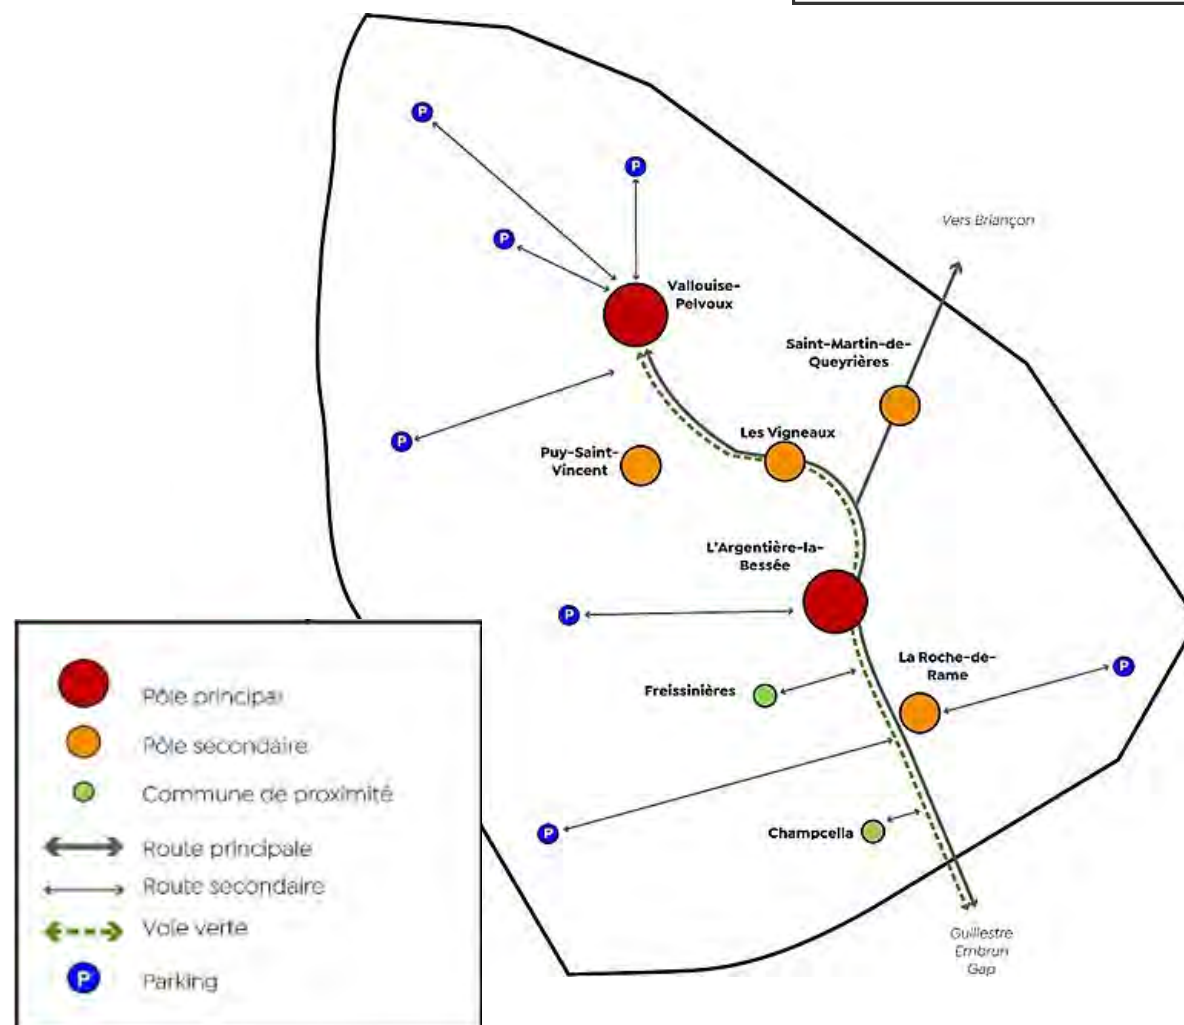 P
P
Vers Briançon
P
Vallouise-
Pelvoux
Saint-Martin-de-
Queyrières
P
Les Vigneaux
Puy-Saint-
Vincent
L'Argentière-la-
Bessée
P
La Roche-de-
Rame
P
Freissinières
P
Champcella
Guillestre
Embrun
Gap
Pôle principal
Pôle secondaire
Commune de proximité
Route principale
Route secondaire
Voie verte
P Parking